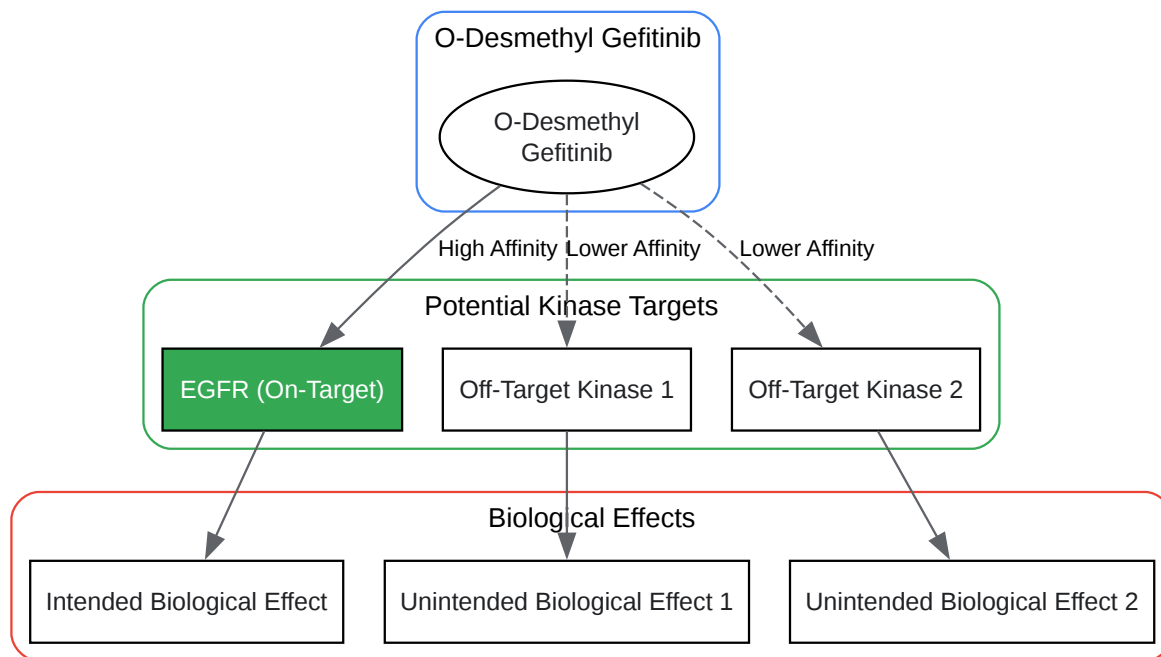 O-Desmethyl Gefitinib
O-Desmethyl
Gefitinib
High Affinity
Lower Affinity
Lower Affinity
Potential Kinase Targets
EGFR (On-Target)
Off-Target Kinase 1
Off-Target Kinase 2
Biological Effects
Intended Biological Effect
Unintended Biological Effect 1
Unintended Biological Effect 2